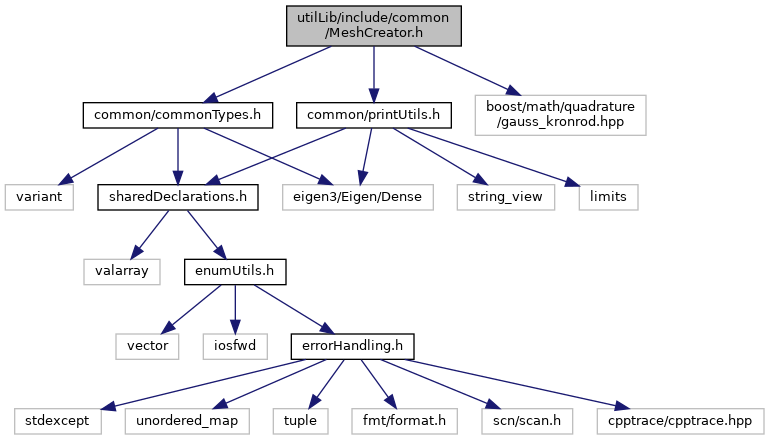 utilLib/include/common
/MeshCreator.h
common/commonTypes.h
common/printUtils.h
boost/math/quadrature
/gauss_kronrod.hpp
variant
sharedDeclarations.h
eigen3/Eigen/Dense
string_view
limits
valarray
enumUtils.h
vector
iosfwd
errorHandling.h
stdexcept
unordered_map
tuple
fmt/format.h
scn/scan.h
cpptrace/cpptrace.hpp